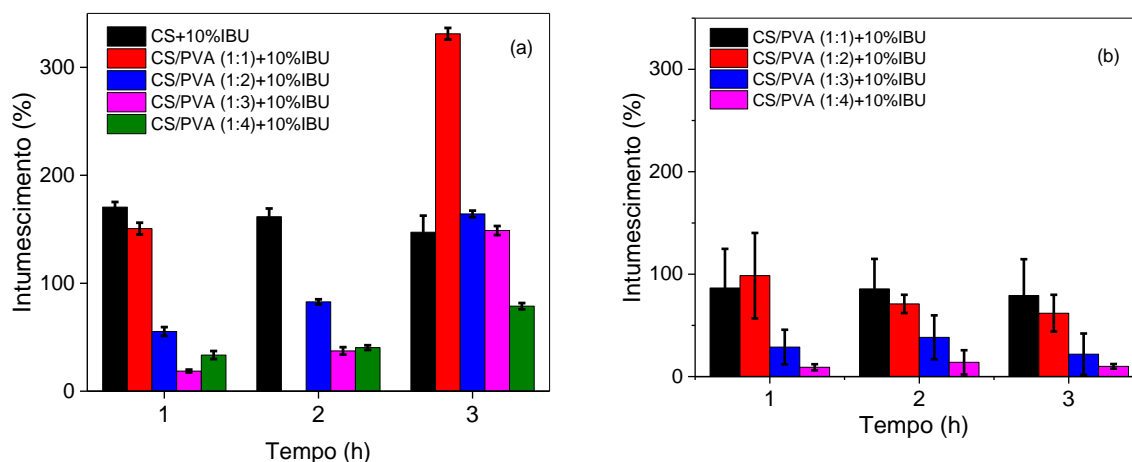 CS+10%IBU
CS/PVA (1:1)+10%IBU
CS/PVA (1:2)+10%IBU
CS/PVA (1:3)+10%IBU
CS/PVA (1:4)+10%IBU
(a)
Intumescimento (%)
300
200
100
0
1 2 3
Tempo (h)
CS/PVA (1:1)+10%IBU
CS/PVA (1:2)+10%IBU
CS/PVA (1:3)+10%IBU
CS/PVA (1:4)+10%IBU
(b)
Intumescimento (%)
300
200
100
0
1 2 3
Tempo (h)